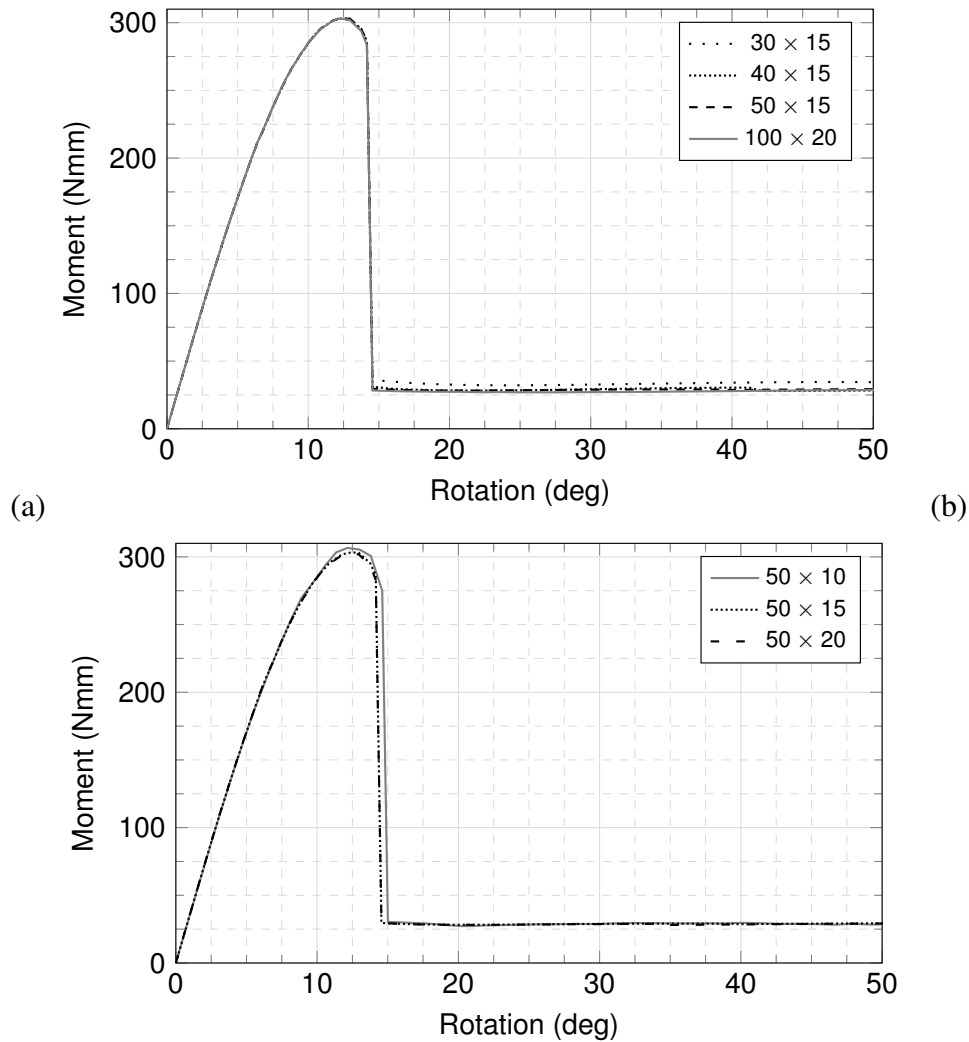 300
200
100
0
Moment (Nmm)
30 × 15
40 × 15
50 × 15
100 × 20
0 10 20 30 40 50
Rotation (deg)
(a) (b)
300
200
100
0
Moment (Nmm)
50 × 10
50 × 15
50 × 20
0 10 20 30 40 50
Rotation (deg)